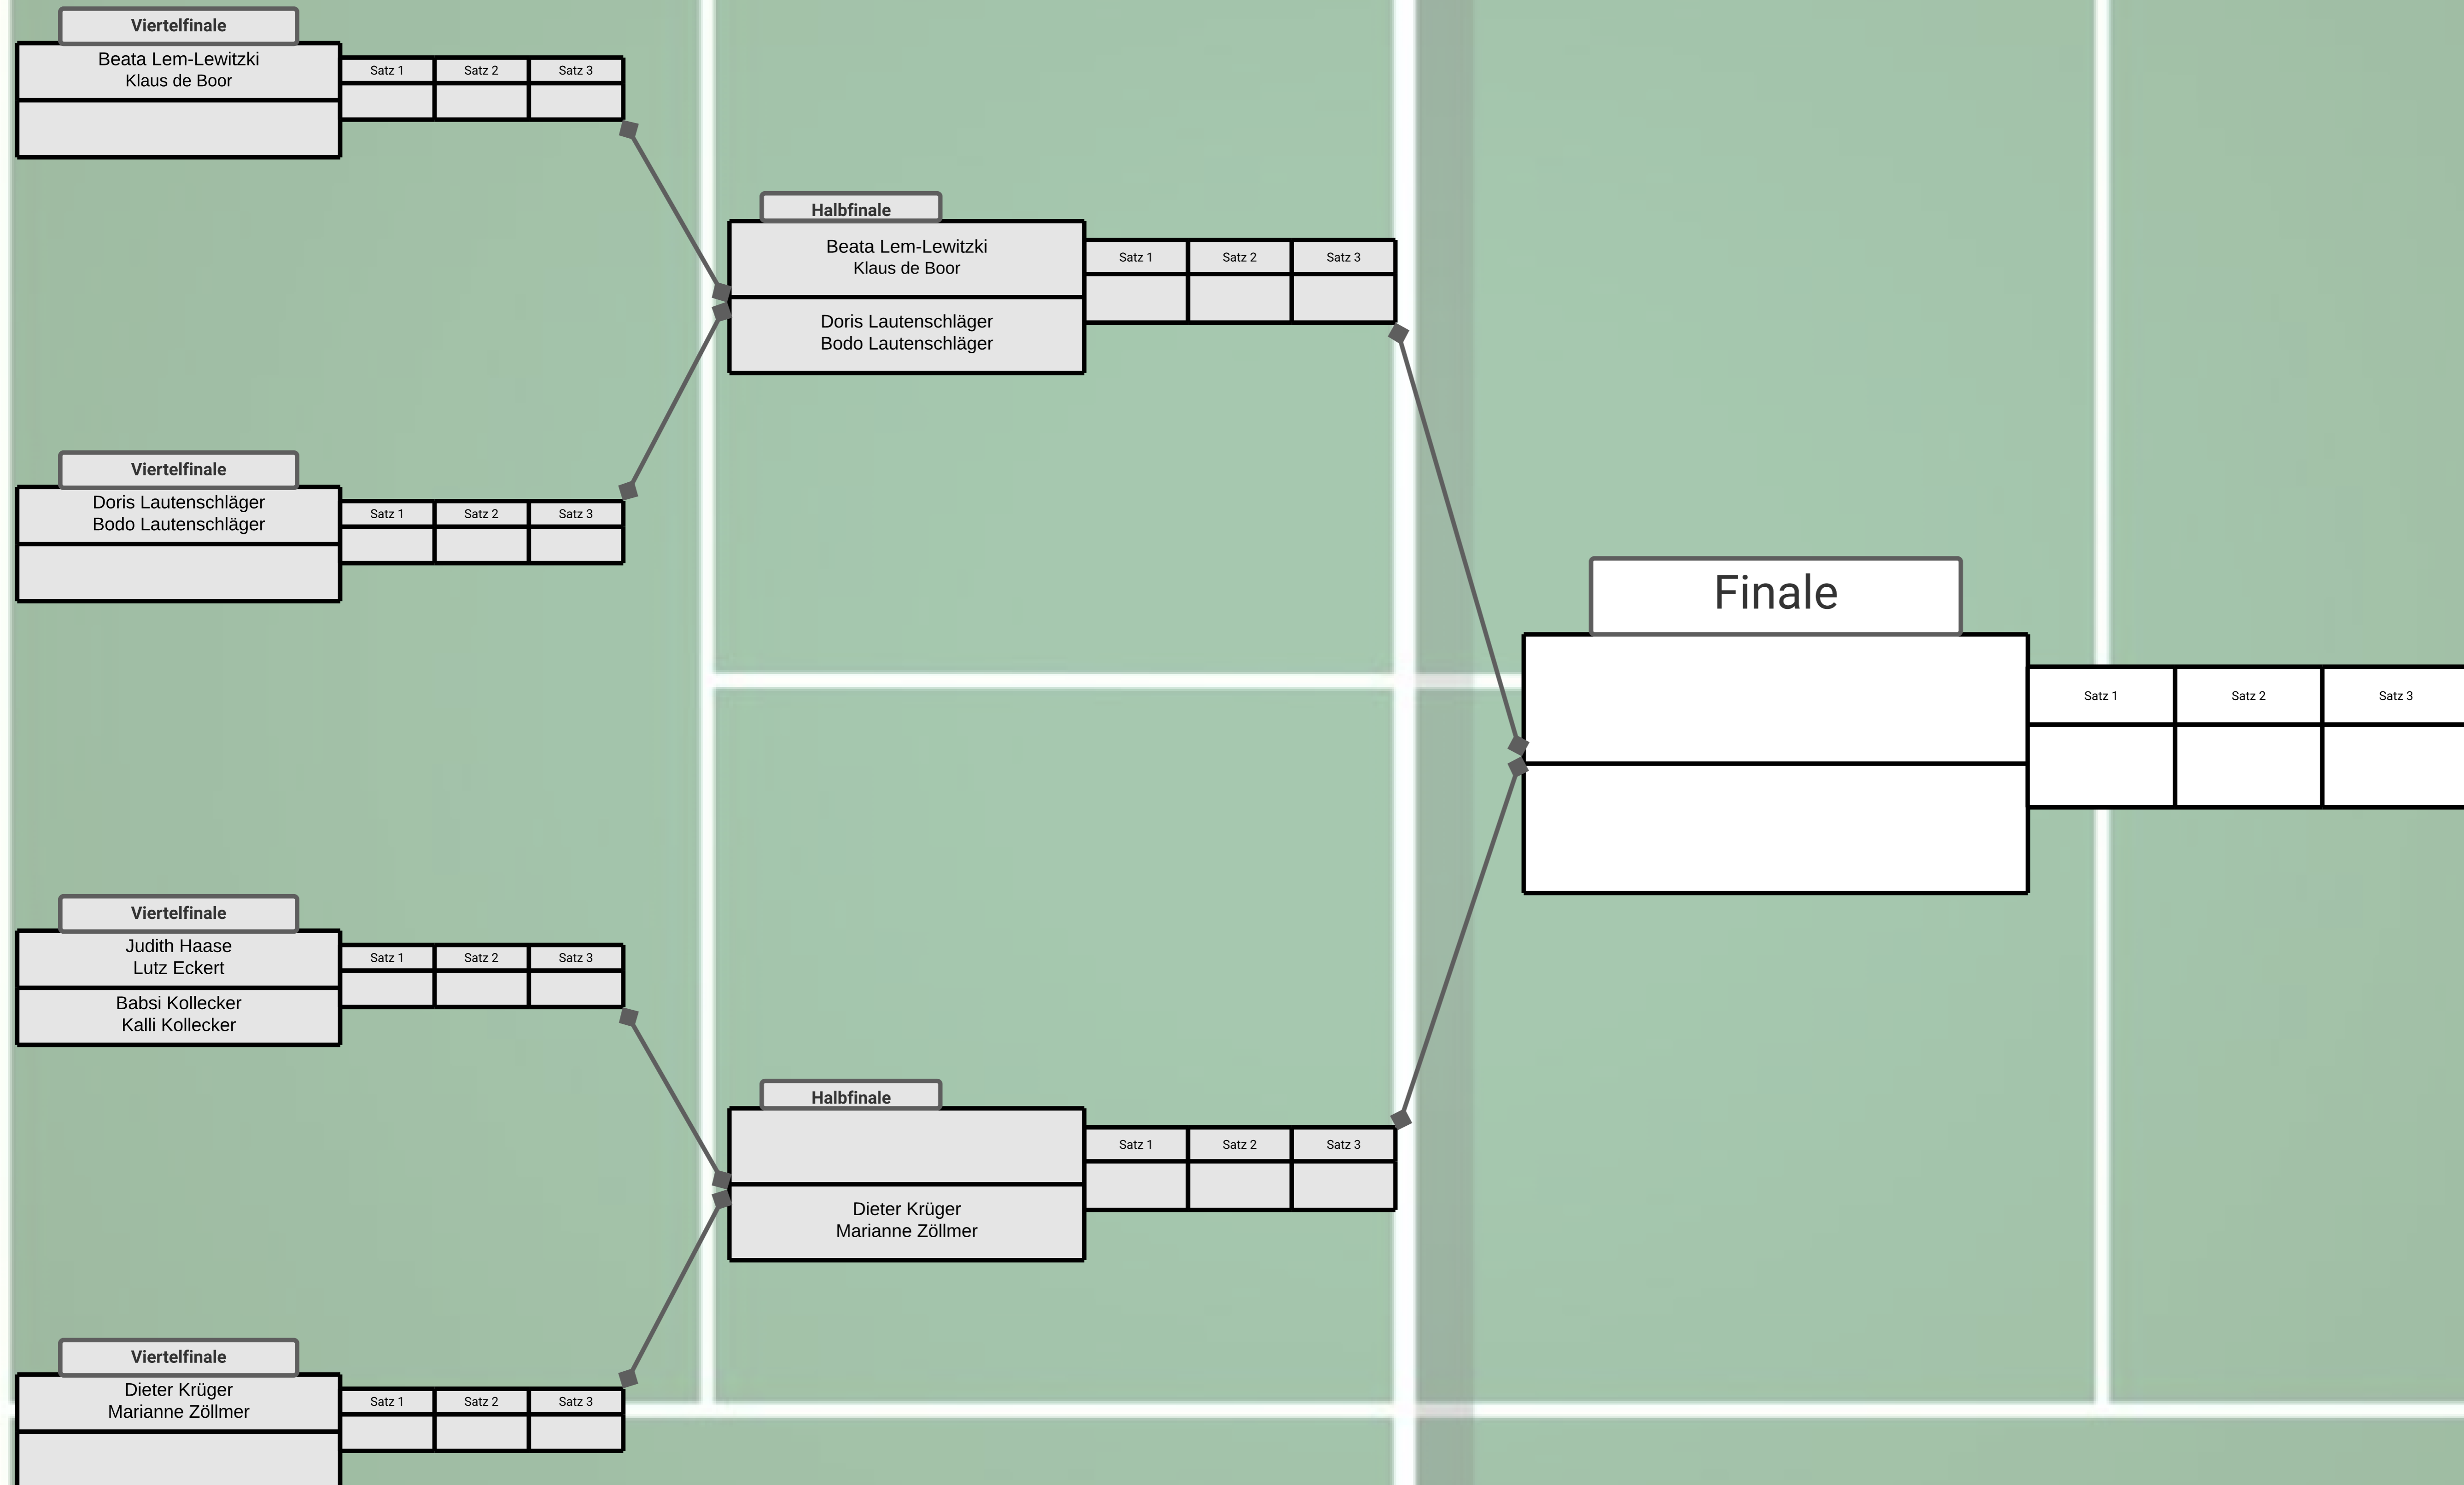 Viertelfinale
Beata Lem-Lewitzki
Klaus de Boor
Satz 1 Satz 2 Satz 3
Halbfinale
Beata Lem-Lewitzki
Klaus de Boor
Doris Lautenschläger
Bodo Lautenschläger
Satz 1 Satz 2 Satz 3
Viertelfinale
Doris Lautenschläger
Bodo Lautenschläger
Satz 1 Satz 2 Satz 3
Finale
Satz 1 Satz 2 Satz 3
Viertelfinale
Judith Haase
Lutz Eckert
Babsi Kollecker
Kalli Kollecker
Satz 1 Satz 2 Satz 3
Halbfinale
Dieter Krüger
Marianne Zöllmer
Satz 1 Satz 2 Satz 3
Viertelfinale
Dieter Krüger
Marianne Zöllmer
Satz 1 Satz 2 Satz 3